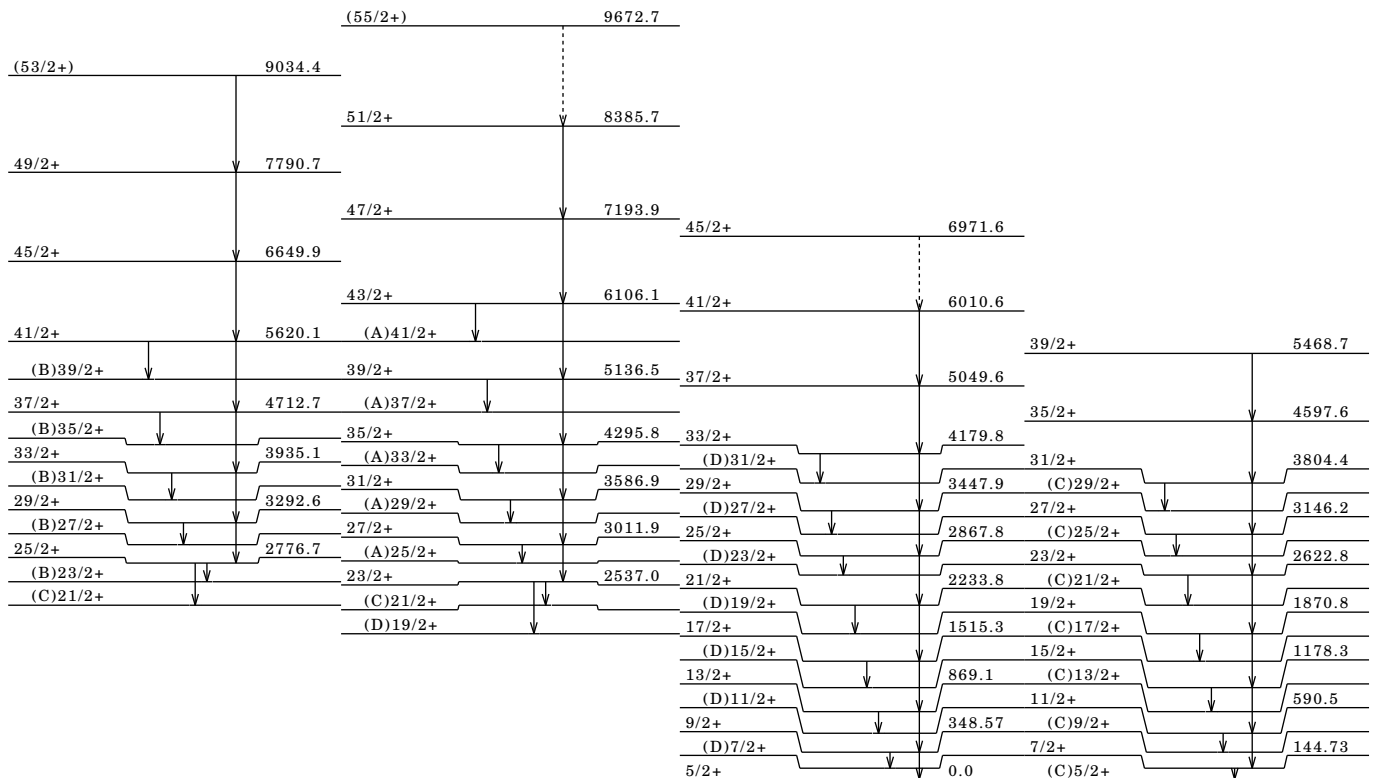 (55/2+) 9672.7
(53/2+) 9034.4
51/2+ 8385.7
49/2+ 7790.7
47/2+ 7193.9
45/2+ 6971.6
45/2+ 6649.9
43/2+ 6106.1
41/2+ 6010.6
41/2+ 5620.1
(A)41/2+
39/2+ 5468.7
(B)39/2+
39/2+ 5136.5
37/2+ 5049.6
37/2+ 4712.7
(A)37/2+
35/2+ 4597.6
(B)35/2+
35/2+ 4295.8
33/2+ 4179.8
33/2+ 3935.1
(A)33/2+
(D)31/2+
31/2+ 3804.4
(B)31/2+
31/2+ 3586.9
29/2+ 3447.9
(C)29/2+
29/2+ 3292.6
(A)29/2+
(D)27/2+
27/2+ 3146.2
(B)27/2+
27/2+ 3011.9
25/2+ 2867.8
(C)25/2+
25/2+ 2776.7
(A)25/2+
(D)23/2+
23/2+ 2622.8
(B)23/2+
23/2+ 2537.0
21/2+ 2233.8
(C)21/2+
(C)21/2+
(C)21/2+
(D)19/2+
19/2+ 1870.8
(D)19/2+
17/2+ 1515.3
(C)17/2+
(D)15/2+
15/2+ 1178.3
13/2+ 869.1
(C)13/2+
(D)11/2+
11/2+ 590.5
9/2+ 348.57
(C)9/2+
(D)7/2+
7/2+ 144.73
5/2+ 0.0
(C)5/2+